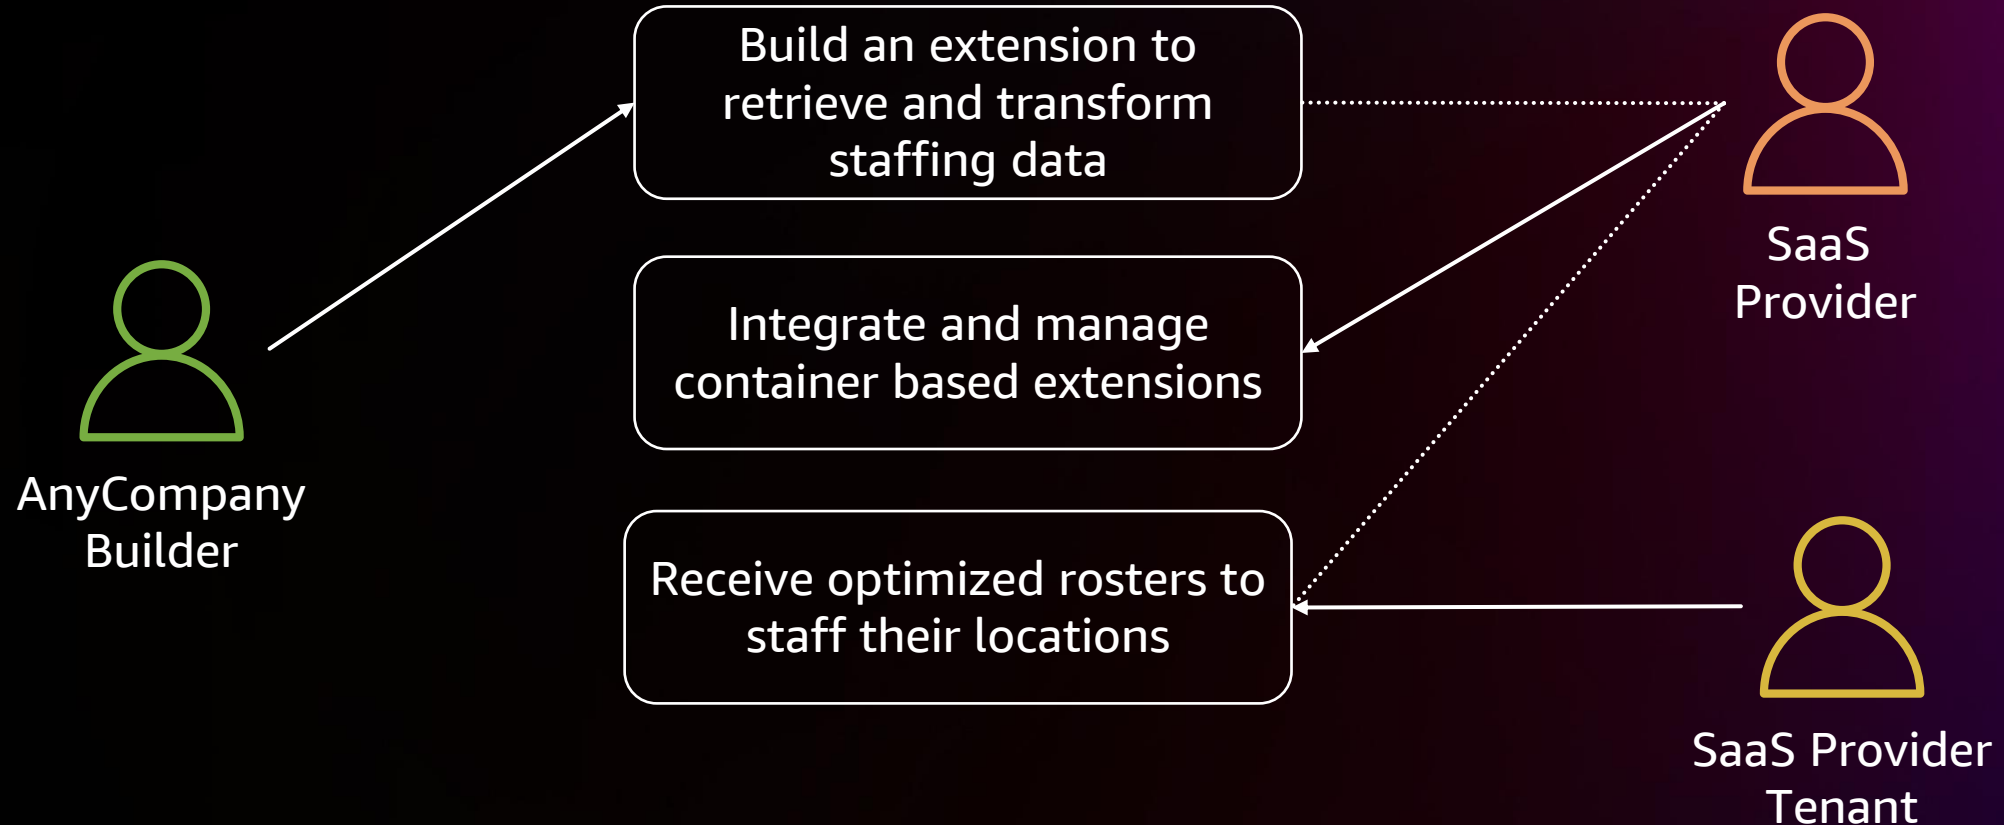 Build an extension to
retrieve and transform
staffing data
SaaS
Provider
Integrate and manage
container based extensions
AnyCompany
Builder
Receive optimized rosters to
staff their locations
SaaS Provider
Tenant